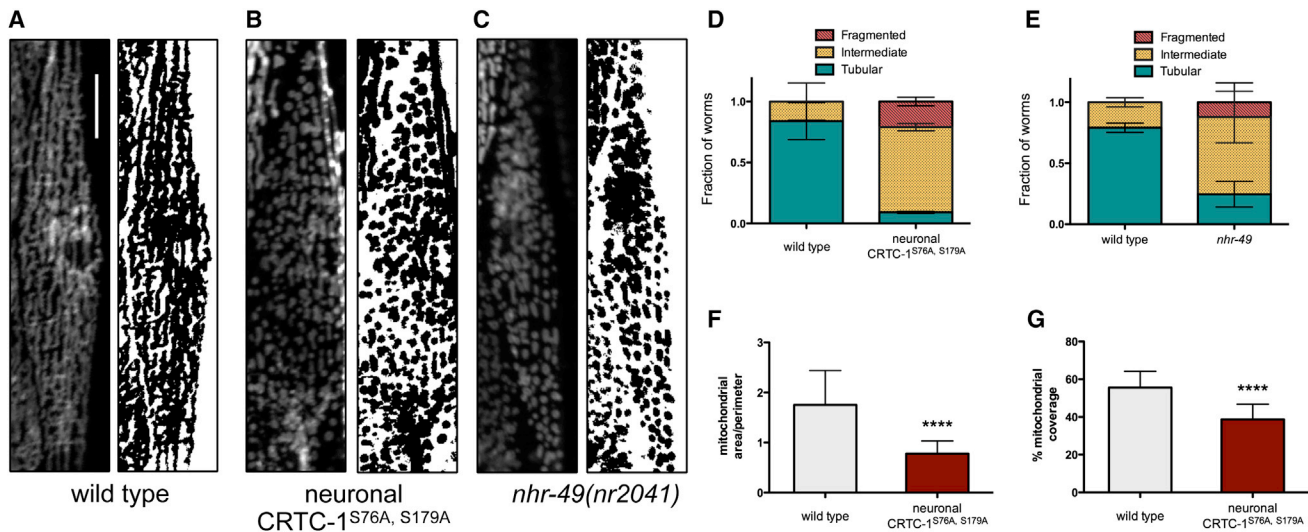 A
wild type
B
neuronal
CRTC-1S76A, S179A
C
nhr-49(nr2041)
D
Fragmented
Intermediate
Tubular
Fraction of worms
1.0
0.5
0.0
wild type
neuronal
CRTC-1S76A, S179A
E
Fragmented
Intermediate
Tubular
Fraction of worms
1.0
0.5
0.0
wild type
nhr-49
F
mitochondrial
area/perimeter
3
2
1
0
****
wild type
neuronal
CRTC-1S76A, S179A
G
% mitochondrial
coverage
80
60
40
20
0
****
wild type
neuronal
CRTC-1S76A, S179A